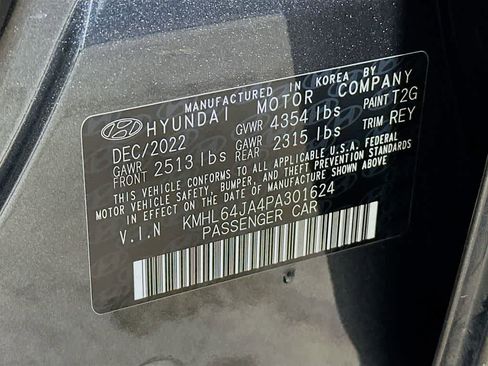 MANUFACTURED IN KOREA BY
HYUNDAI MOTOR COMPANY
DEC/2022 GVWR 4354 lbs PAINT T2G
GAWR FRONT 2513 lbs GAWR REAR 2315 lbs TRIM REY
THIS VEHICLE CONFORMS TO ALL APPLICABLE U.S.A. FEDERAL
MOTOR VEHICLE SAFETY, BUMPER, AND THEFT PREVENTION STANDARDS
IN EFFECT ON THE DATE OF MANUFACTURE SHOWN ABOVE.
V.I.N KMHL64JA4PA301624
PASSENGER CAR